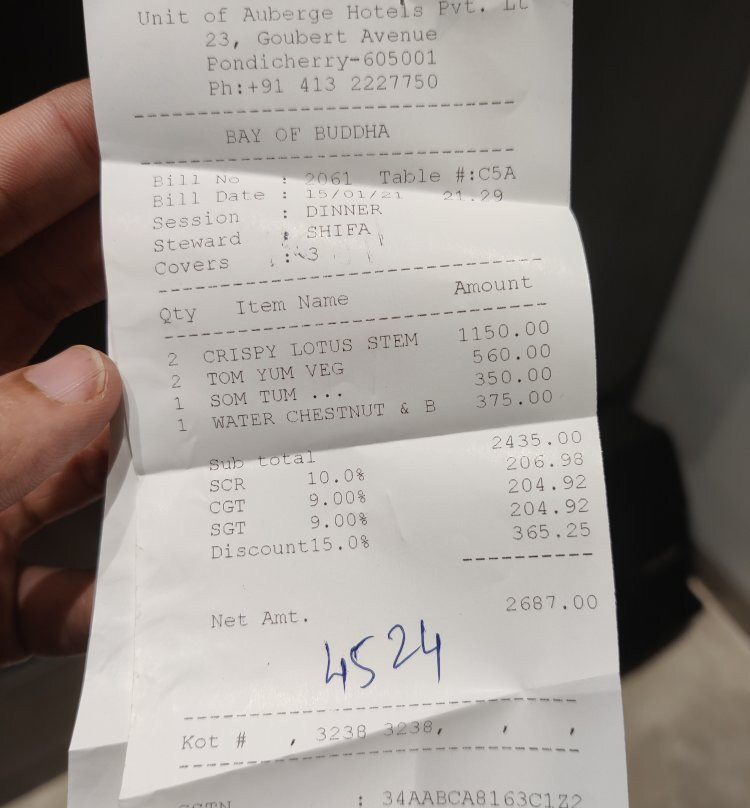 Unit of Auberge Hotels Pvt. Lt
23, Goubert Avenue
Pondicherry-605001
Ph:+91 413 2227750
BAY OF BUDDHA
Bill No : 2061 Table #:C5A
Bill Date : 15/01/21 21.29
Session : DINNER
Steward : SHIFA
Covers : 3
Qty Item Name Amount
2 CRISPY LOTUS STEM 1150.00
2 TOM YUM VEG 560.00
1 SOM TUM ... 350.00
1 WATER CHESTNUT & B 375.00
Sub total 2435.00
SCR 10.0% 206.98
CGT 9.00% 204.92
SGT 9.00% 204.92
Discount15.0% 365.25
Net Amt. 2687.00
4524
Kot # , 3238 3238, , ,
: 34AABCA8163C1Z2